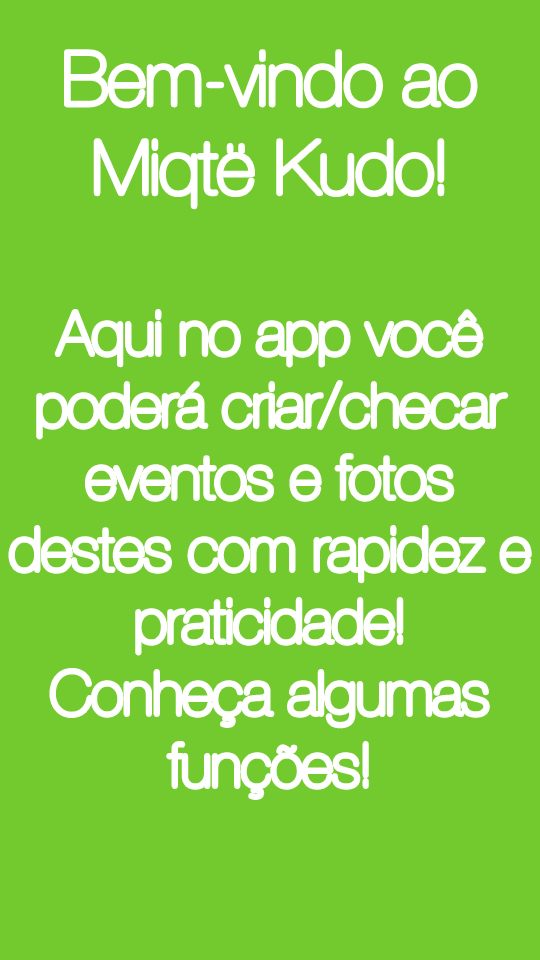 Bem-vindo ao
Miqtë Kudo!
Aqui no app você
poderá criar/checar
eventos e fotos
destes com rapidez e
praticidade!
Conheça algumas
funções!